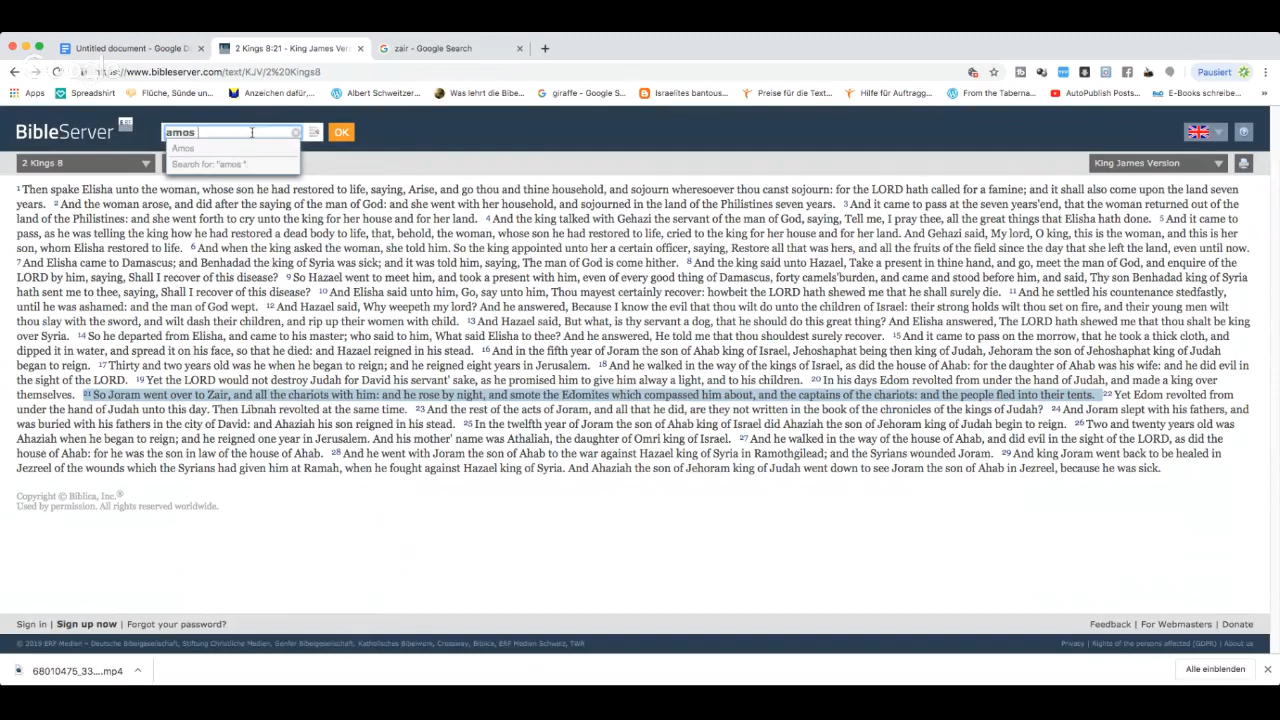 Untitled document - Google D
2 Kings 8:21 - King James Ver
zair - Google Search
https://www.bibleserver.com/text/KJV/2%20Kings8
Pausiert
Apps
Spreadshirt
Flüche, Sünde un...
Anzeichen dafür,...
Albert Schweitzer...
Was lehrt die Bibe...
giraffe - Google S...
Israelites bantous...
Preise für die Text...
Hilfe für Menschen...
From the Atlantic...
AutoPublish Posts...
E-Books schreibe...
BibleServer
amos
OK
Amos
Search for: "amos "
2 Kings 8
King James Version
1 Then spake Elisha unto the woman, whose son he had restored to life, saying, Arise, and go thou and thine household, and sojourn wheresoever thou canst sojourn: for the LORD hath called for a famine; and it shall also come upon the land seven
years. 2 And the woman arose, and did after the saying of the man of God: and she went with her household, and sojourned in the land of the Philistines seven years. 3 And it came to pass at the seven years'end, that the woman returned out of the
land of the Philistines: and she went forth to cry unto the king for her house and for her land. 4 And the king talked with Gehazi the servant of the man of God, saying, Tell me, I pray thee, all the great things that Elisha hath done. 5 And it came to
pass, as he was telling the king how he had restored a dead body to life, that, behold, the woman, whose son he had restored to life, cried to the king for her house and for her land. And Gehazi said, My lord, O king, this is the woman, and this is her
son, whom Elisha restored to life. 6 And when the king asked the woman, she told him. So the king appointed unto her a certain officer, saying, Restore all that was hers, and all the fruits of the field since the day that she left the land, even until now.
7 And Elisha came to Damascus; and Benhadad the king of Syria was sick; and it was told him, saying, The man of God is come hither. 8 And the king said unto Hazael, Take a present in thine hand, and go, meet the man of God, and enquire of the
LORD by him, saying, Shall I recover of this disease? 9 So Hazael went to meet him, and took a present with him, even of every good thing of Damascus, forty camels'burden, and came and stood before him, and said, Thy son Benhadad king of Syria
hath sent me to thee, saying, Shall I recover of this disease? 10 And Elisha said unto him, Go, say unto him, Thou mayest certainly recover: howbeit the LORD hath shewed me that he shall surely die. 11 And he settled his countenance stedfastly,
until he was ashamed: and the man of God wept. 12 And Hazael said, Why weepeth my lord? And he answered, Because I know the evil that thou wilt do unto the children of Israel: their strong holds wilt thou set on fire, and their young men wilt
thou slay with the sword, and wilt dash their children, and rip up their women with child. 13 And Hazael said, But what, is thy servant a dog, that he should do this great thing? And Elisha answered, The LORD hath shewed me that thou shalt be king
over Syria. 14 So he departed from Elisha, and came to his master; who said to him, What said Elisha to thee? And he answered, He told me that thou shouldest surely recover. 15 And it came to pass on the morrow, that he took a thick cloth, and
dipped it in water, and spread it on his face, so that he died: and Hazael reigned in his stead. 16 And in the fifth year of Joram the son of Ahab king of Israel, Jehoshaphat being then king of Judah, Jehoram the son of Jehoshaphat king of Judah
began to reign. 17 Thirty and two years old was he when he began to reign; and he reigned eight years in Jerusalem. 18 And he walked in the way of the kings of Israel, as did the house of Ahab: for the daughter of Ahab was his wife: and he did evil in
the sight of the LORD. 19 Yet the LORD would not destroy Judah for David his servant' sake, as he promised him to give him alway a light, and to his children. 20 In his days Edom revolted from under the hand of Judah, and made a king over
themselves. 21 So Joram went over to Zair, and all the chariots with him: and he rose by night, and smote the Edomites which compassed him about, and the captains of the chariots: and the people fled into their tents. 22 Yet Edom revolted from
under the hand of Judah unto this day. Then Libnah revolted at the same time. 23 And the rest of the acts of Joram, and all that he did, are they not written in the book of the chronicles of the kings of Judah? 24 And Joram slept with his fathers, and
was buried with his fathers in the city of David: and Ahaziah his son reigned in his stead. 25 In the twelfth year of Joram the son of Ahab king of Israel did Ahaziah the son of Jehoram king of Judah begin to reign. 26 Two and twenty years old was
Ahaziah when he began to reign; and he reigned one year in Jerusalem. And his mother' name was Athaliah, the daughter of Omri king of Israel. 27 And he walked in the way of the house of Ahab, and did evil in the sight of the LORD, as did the
house of Ahab: for he was the son in law of the house of Ahab. 28 And he went with Joram the son of Ahab to the war against Hazael king of Syria in Ramothgilead; and the Syrians wounded Joram. 29 And king Joram went back to be healed in
Jezreel of the wounds which the Syrians had given him at Ramah, when he fought against Hazael king of Syria. And Ahaziah the son of Jehoram king of Judah went down to see Joram the son of Ahab in Jezreel, because he was sick.
Copyright © Biblica, Inc.®
Used by permission. All rights reserved worldwide.
Sign in | Sign up now | Forgot your password?
Feedback | For Webmasters | Donate
© 2019 ERF Medien – Deutsche Bibelgesellschaft, Stiftung Christliche Medien, Genfer Bibelgesellschaft, Katholisches Bibelwerk, Crossway, Biblica, ERF Medien Schweiz, TWR
Privacy | Rights of the persons affected (GDPR) | About us
68010475_33....mp4
Alle einblenden